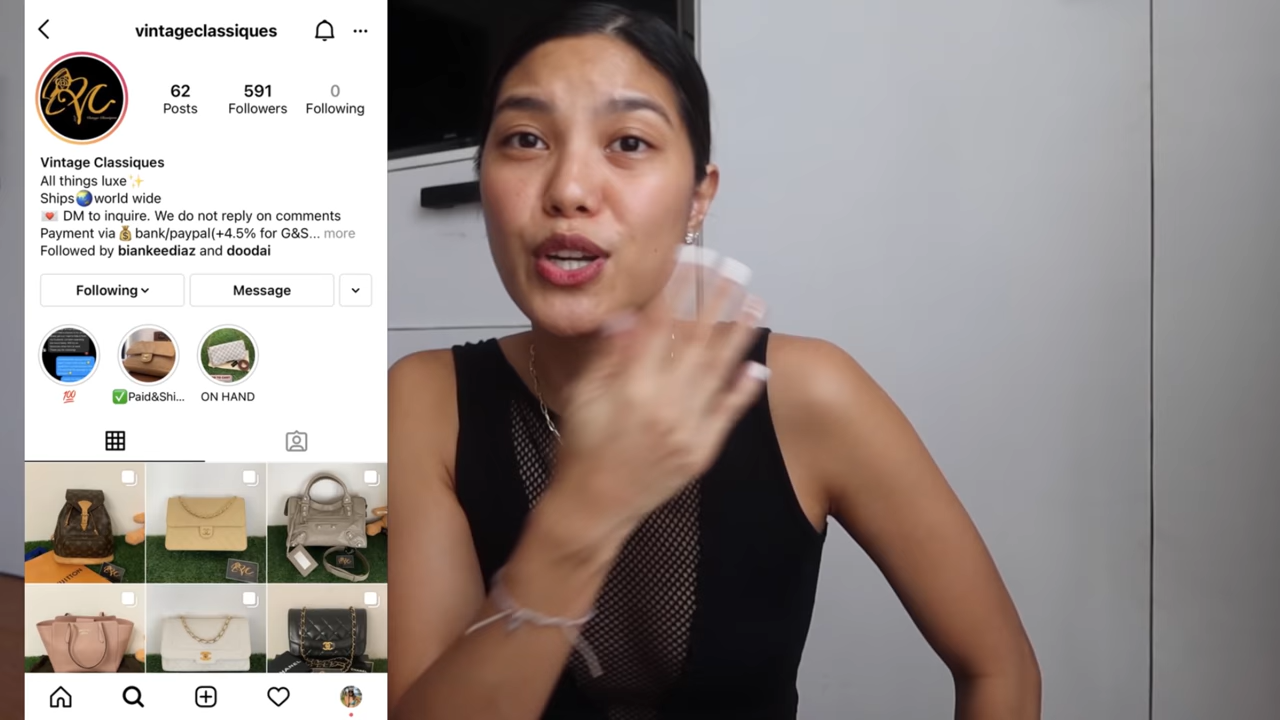 vintageclassiques
62
Posts
591
Followers
0
Following
Vintage Classiques
All things luxe✨
Ships🌏world wide
💌 DM to inquire. We do not reply on comments
Payment via 💰bank/paypal(+4.5% for G&S... more
Followed by biankeediaz and doodai
Following
Message
💯
✅Paid&Shi...
ON HAND